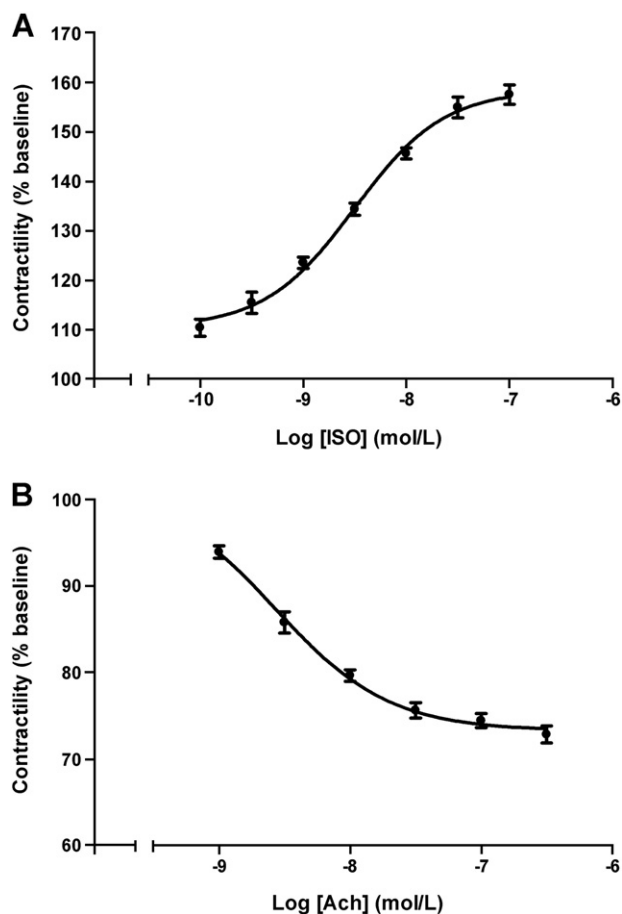 A
Contractility (% baseline)
170
160
150
140
130
120
110
100
-10 -9 -8 -7 -6
Log [ISO] (mol/L)
B
Contractility (% baseline)
100
90
80
70
60
-9 -8 -7 -6
Log [Ach] (mol/L)